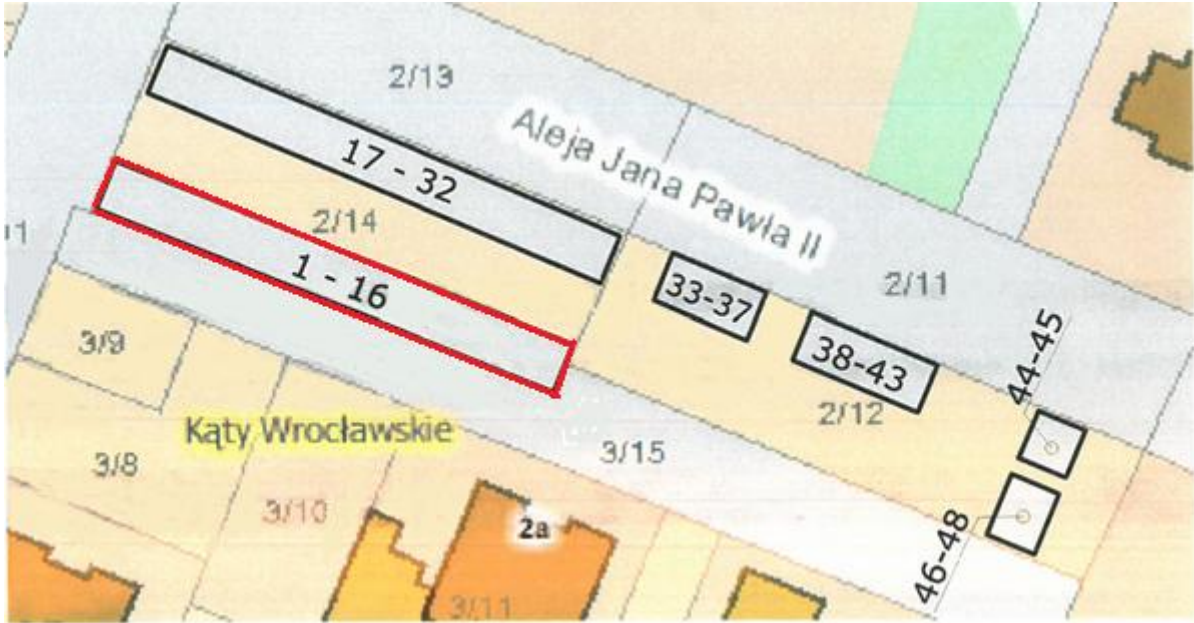 2/13
Aleja Jana Pawła II
17 - 32
2/14
1 - 16
2/11
33-37
38-43
44-45
3/9
2/12
Kąty Wrocławskie
3/15
3/8
3/10
2a
46-48
3/11